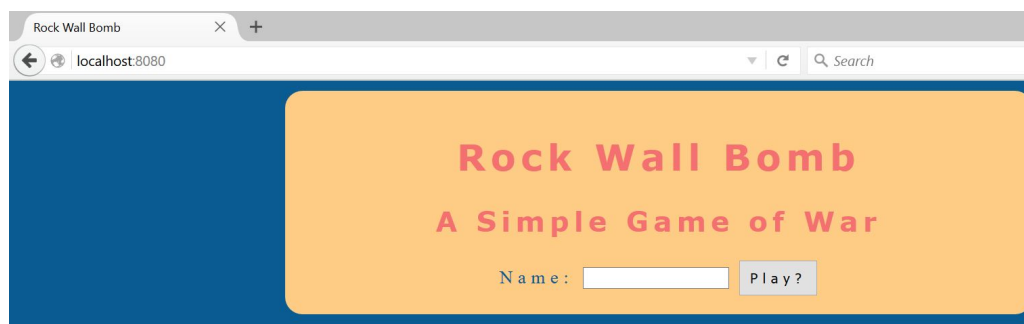 Rock Wall Bomb
localhost:8080
Search
Rock Wall Bomb
A Simple Game of War
Name: Play?